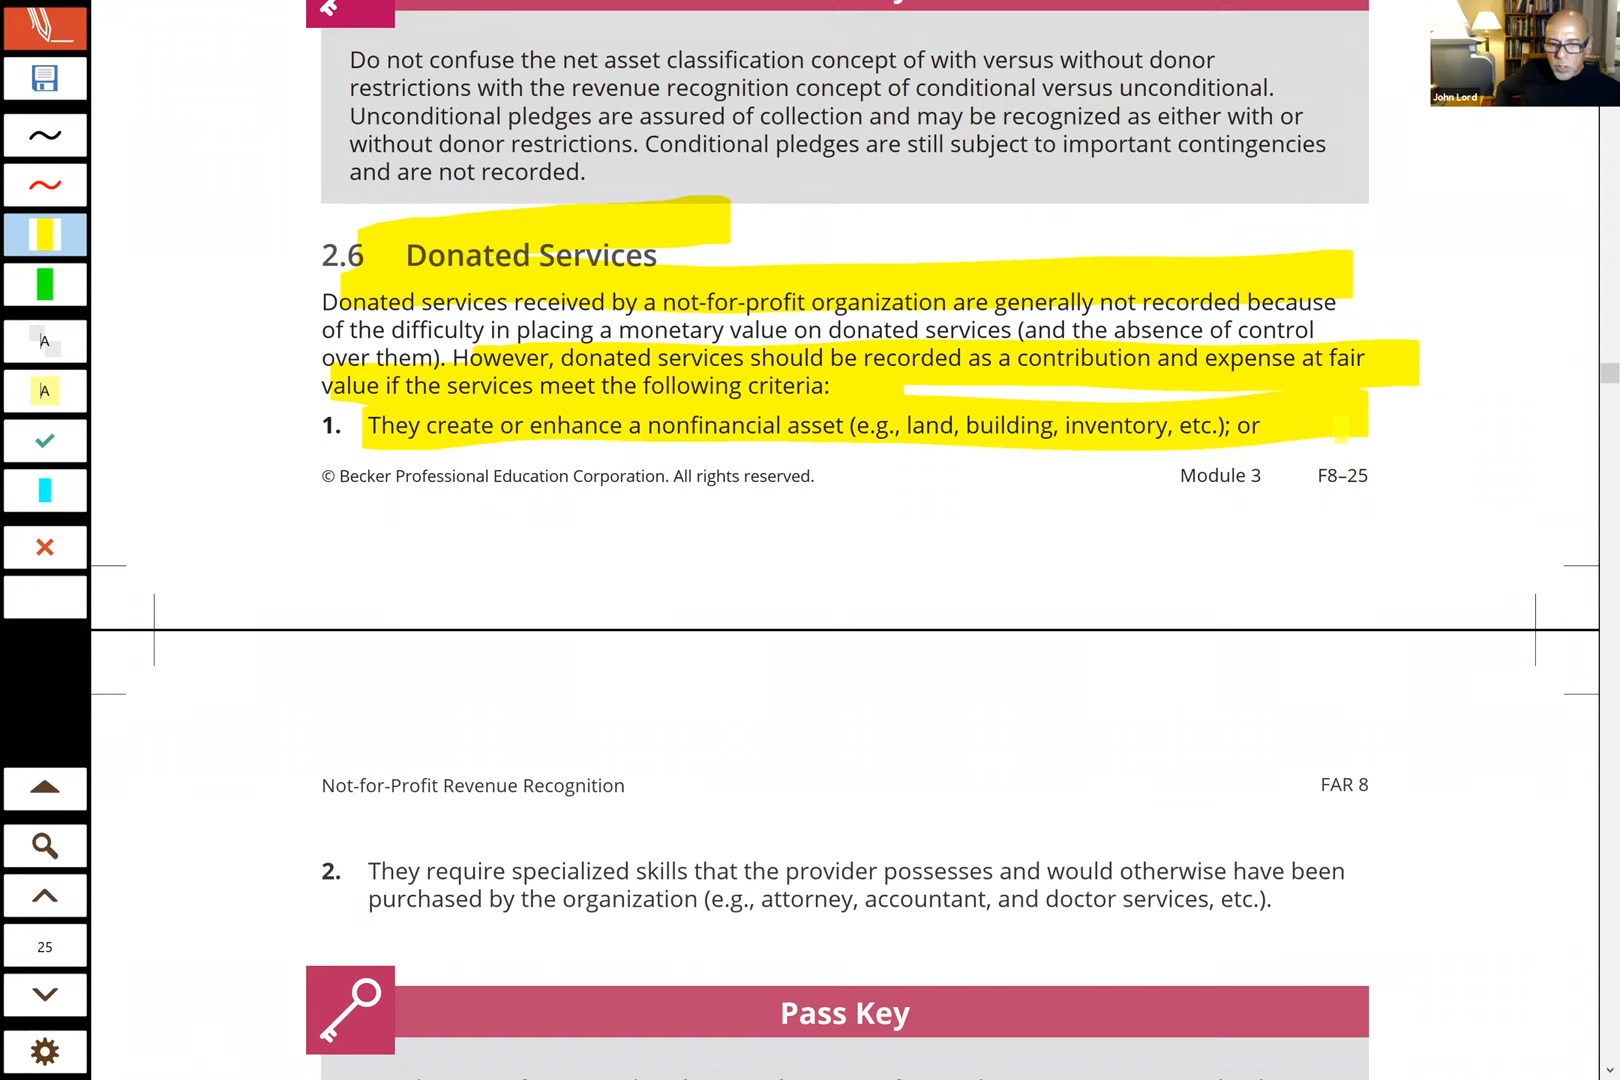 Do not confuse the net asset classification concept of with versus without donor
restrictions with the revenue recognition concept of conditional versus unconditional.
Unconditional pledges are assured of collection and may be recognized as either with or
without donor restrictions. Conditional pledges are still subject to important contingencies
and are not recorded.
John Lord
2.6 Donated Services
Donated services received by a not-for-profit organization are generally not recorded because
of the difficulty in placing a monetary value on donated services (and the absence of control
over them). However, donated services should be recorded as a contribution and expense at fair
value if the services meet the following criteria:
1. They create or enhance a nonfinancial asset (e.g., land, building, inventory, etc.); or
© Becker Professional Education Corporation. All rights reserved. Module 3 F8–25
Not-for-Profit Revenue Recognition FAR 8
2. They require specialized skills that the provider possesses and would otherwise have been
purchased by the organization (e.g., attorney, accountant, and doctor services, etc.).
Pass Key
A
A
25